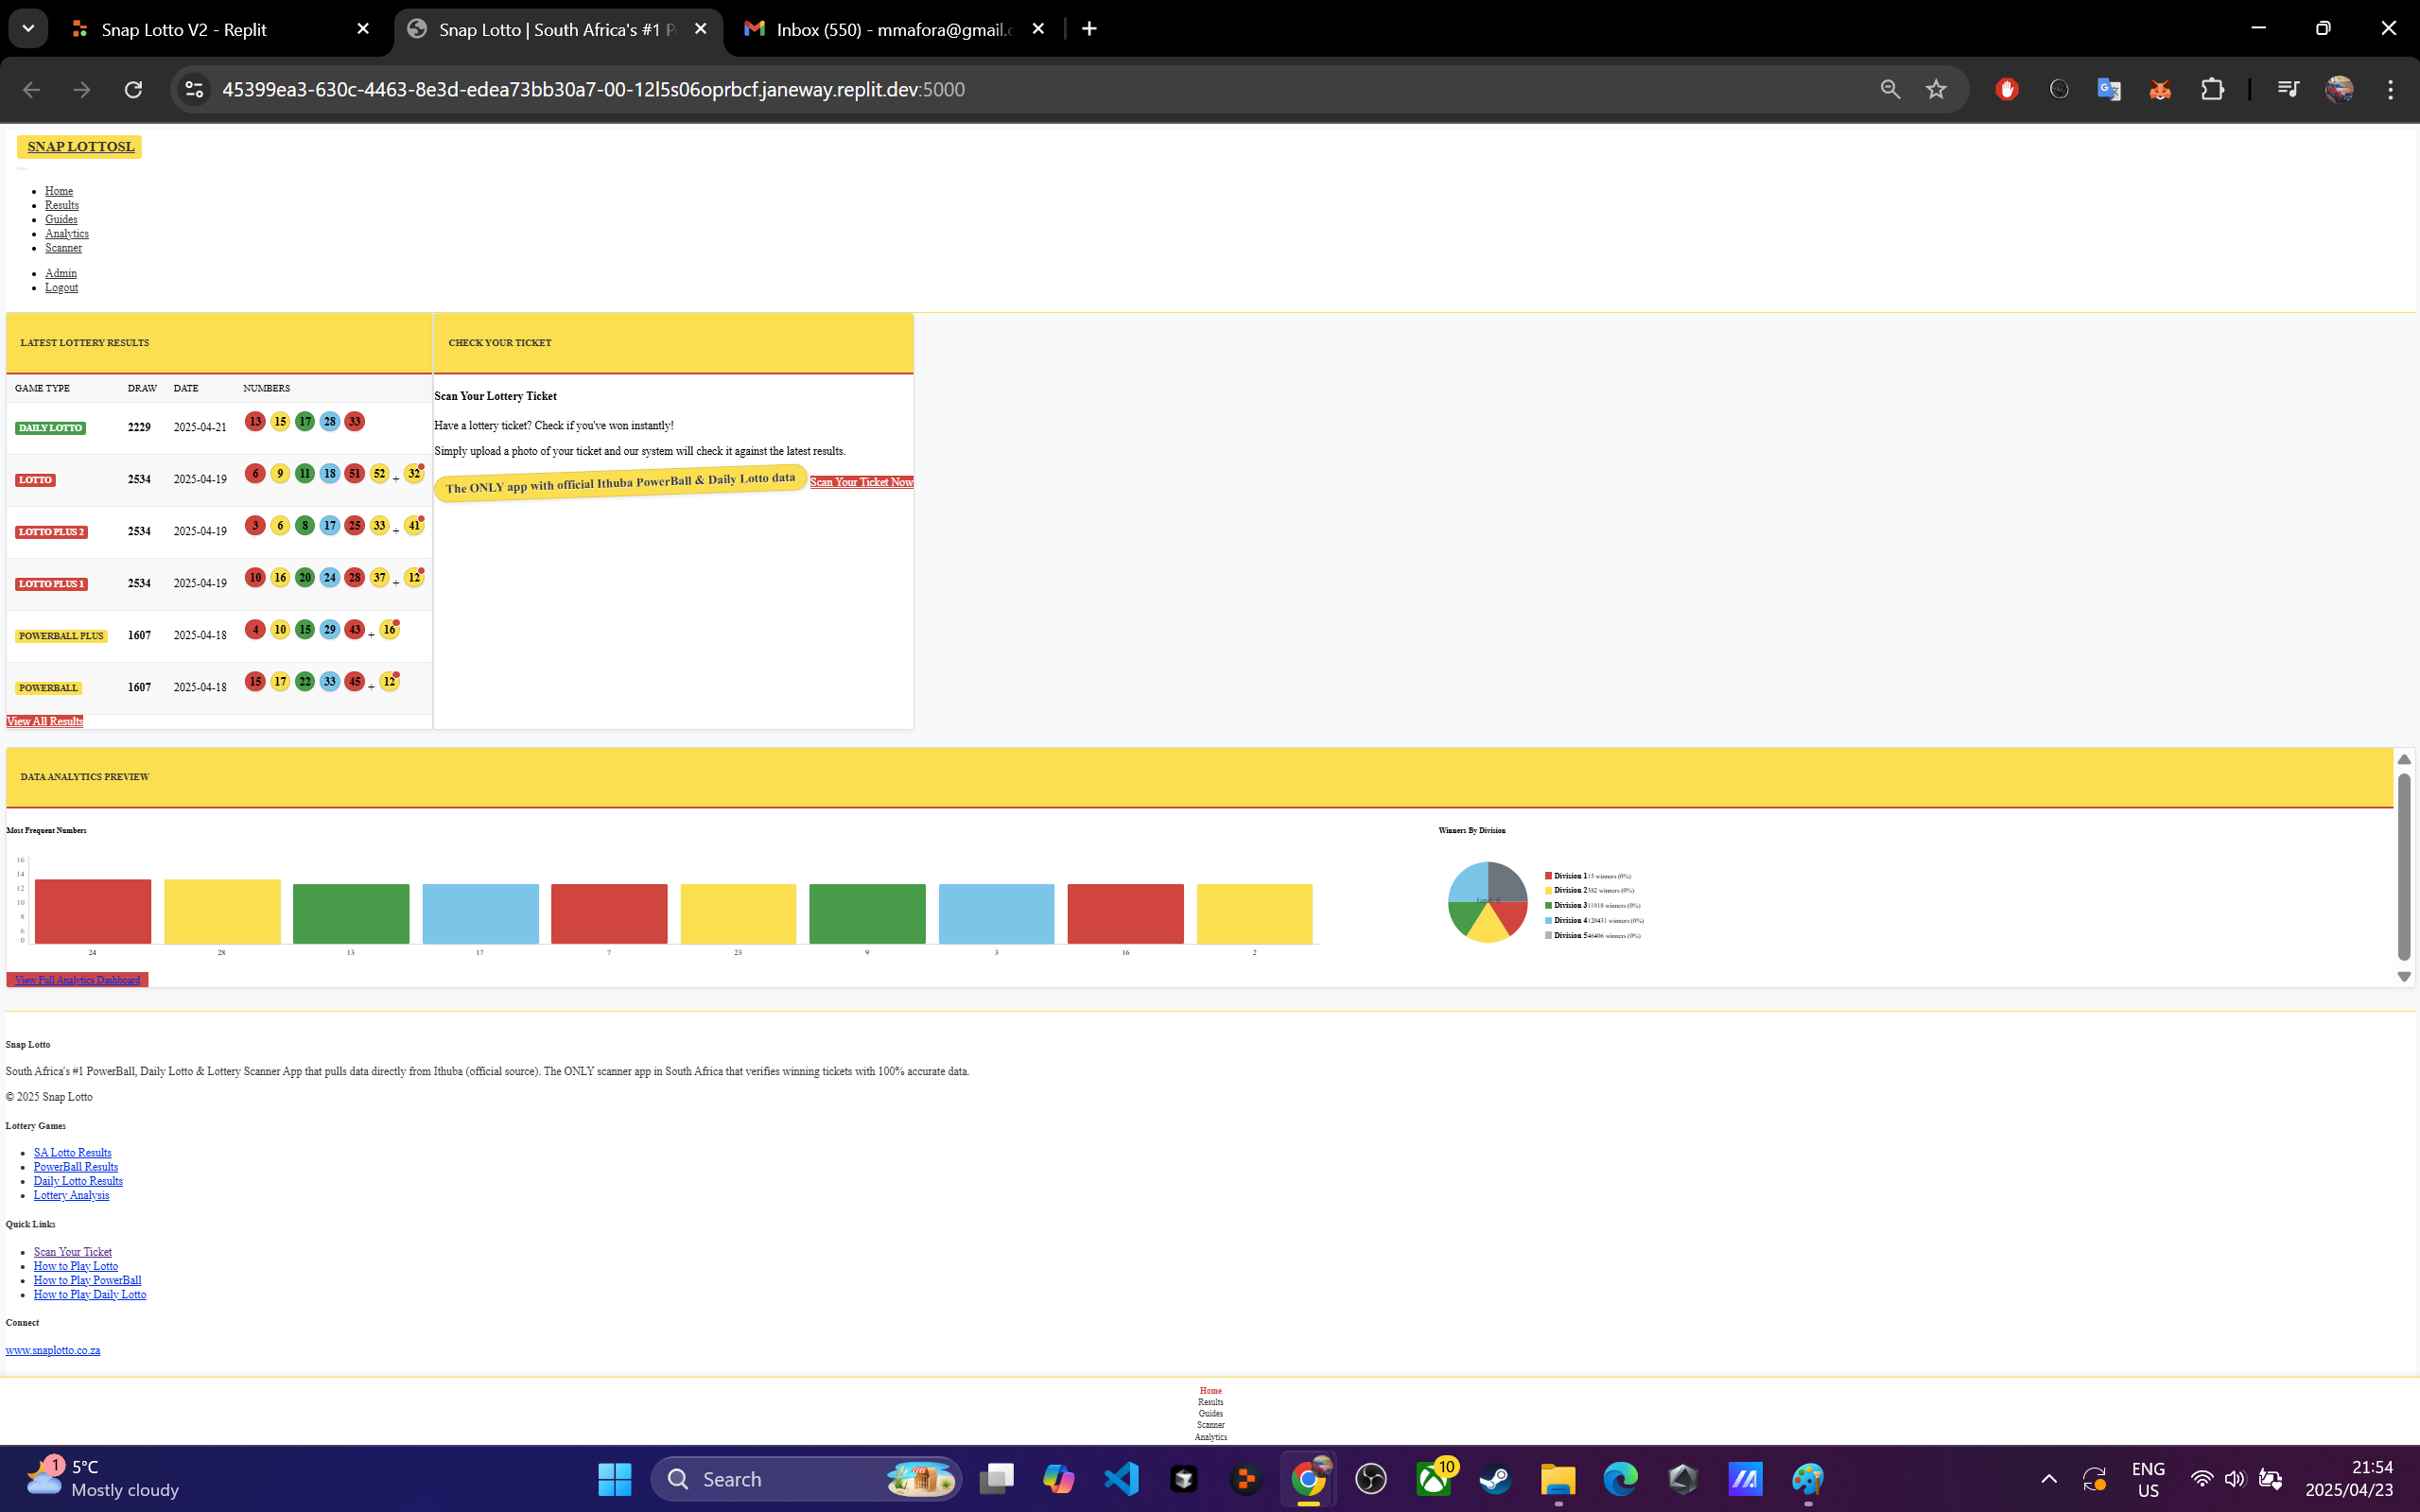 Snap Lotto V2 - Replit
Snap Lotto | South Africa's #1 P
Inbox (550) - mmafora@gmail.c
45399ea3-630c-4463-8e3d-edea73bb30a7-00-12l5s06oprbcf.janeway.replit.dev:5000
SNAP LOTTOSL
Home
Results
Guides
Analytics
Scanner
Admin
Logout
LATEST LOTTERY RESULTS
GAME TYPE DRAW DATE NUMBERS
DAILY LOTTO 2229 2025-04-21 13 15 17 28 33
LOTTO 2534 2025-04-19 6 9 11 18 51 52 + 32
LOTTO PLUS 2 2534 2025-04-19 3 6 8 17 25 33 + 41
LOTTO PLUS 1 2534 2025-04-19 10 16 20 24 28 37 + 12
POWERBALL PLUS 1607 2025-04-18 4 10 15 29 43 + 16
POWERBALL 1607 2025-04-18 15 17 22 33 45 + 12
View All Results
CHECK YOUR TICKET
Scan Your Lottery Ticket
Have a lottery ticket? Check if you've won instantly!
Simply upload a photo of your ticket and our system will check it against the latest results.
The ONLY app with official Ithuba PowerBall & Daily Lotto data Scan Your Ticket Now
DATA ANALYTICS PREVIEW
Most Frequent Numbers
16
14
12
10
8
6
0
24 28 13 17 7 23 9 3 16 2
View Full Analytics Dashboard
Winners By Division
Total: 0
Division 1 15 winners (0%)
Division 2 382 winners (0%)
Division 3 11918 winners (0%)
Division 4 120431 winners (0%)
Division 5 46406 winners (0%)
Snap Lotto
South Africa's #1 PowerBall, Daily Lotto & Lottery Scanner App that pulls data directly from Ithuba (official source). The ONLY scanner app in South Africa that verifies winning tickets with 100% accurate data.
© 2025 Snap Lotto
Lottery Games
SA Lotto Results
PowerBall Results
Daily Lotto Results
Lottery Analysis
Quick Links
Scan Your Ticket
How to Play Lotto
How to Play PowerBall
How to Play Daily Lotto
Connect
www.snaplotto.co.za
Home
Results
Guides
Scanner
Analytics
1
5°C
Mostly cloudy
Search
10
ENG
US
21:54
2025/04/23